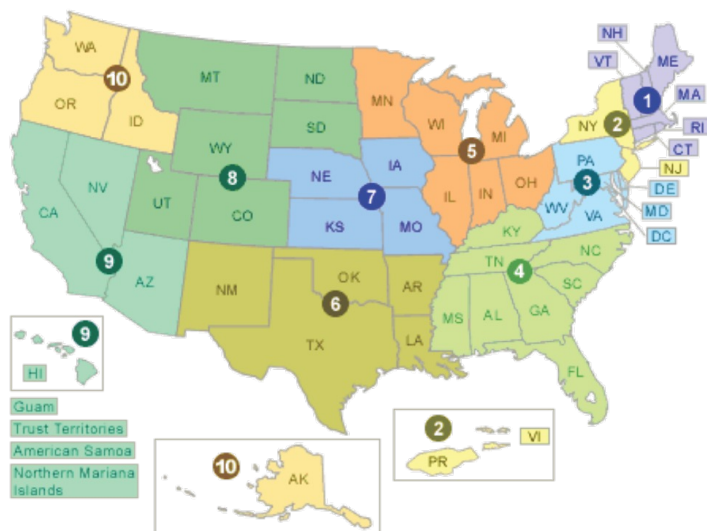 NH
VT
ME
WA
MT
ND
MN
10
1
MA
OR
ID
WI
MI
NY
2
RI
SD
WY
5
CT
PA
NJ
IA
NE
8
7
IL
IN
OH
3
DE
NV
WV
MD
UT
CO
VA
CA
KS
MO
DC
KY
NC
TN
4
9
AZ
OK
AR
SC
NM
6
MS
AL
GA
TX
LA
9
HI
FL
Guam
Trust Territories
American Samoa
Northern Mariana
Islands
10
AK
2
VI
PR